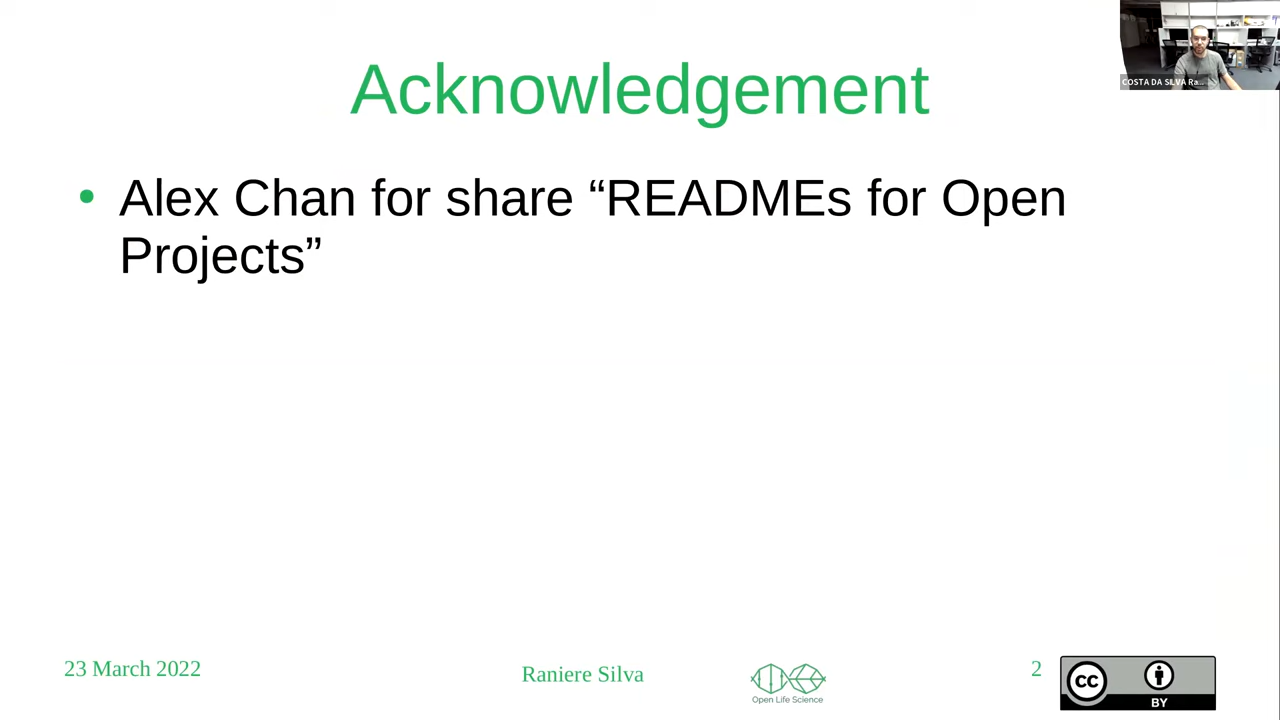 COSTA DA SILVA Ra...
Acknowledgement
• Alex Chan for share “READMEs for Open
Projects”
23 March 2022
Raniere Silva
Open Life Science
2
CC
BY